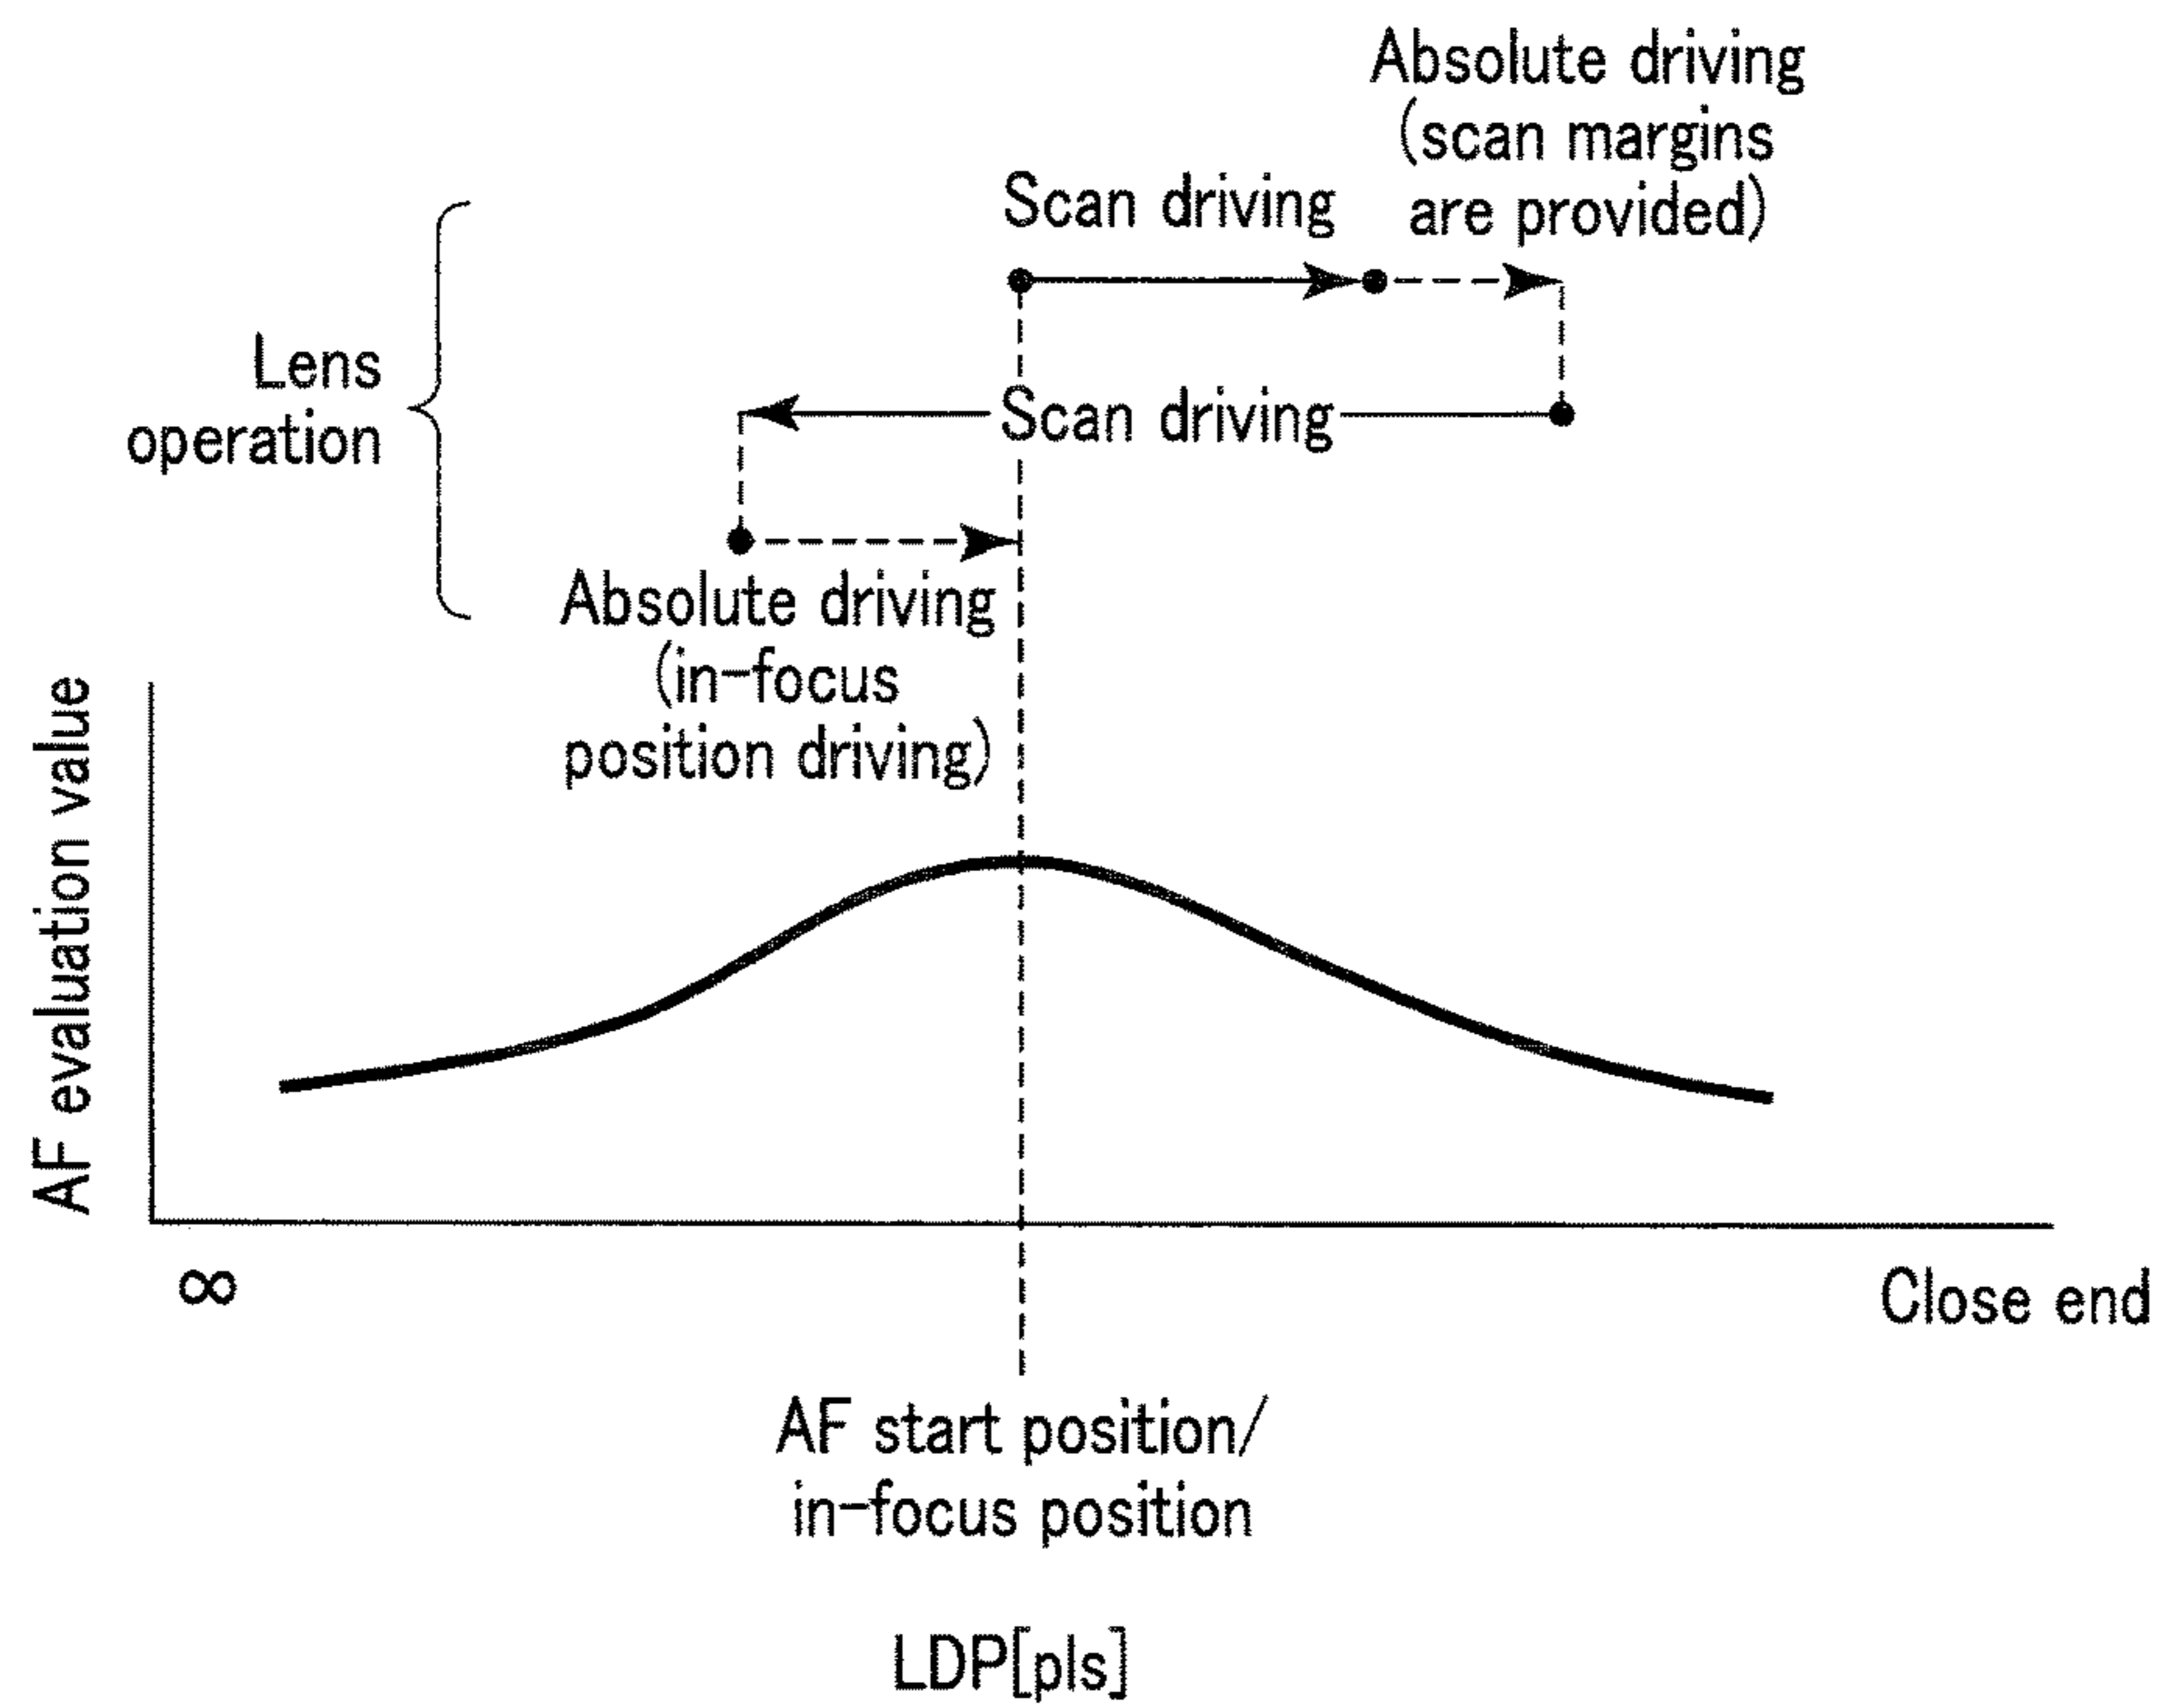 Absolute driving
(scan margins
are provided)
Scan driving
Lens
operation
Scan driving
Absolute driving
(in-focus
position driving)
AF evaluation value
∞
Close end
AF start position/
in-focus position
LDP[pls]